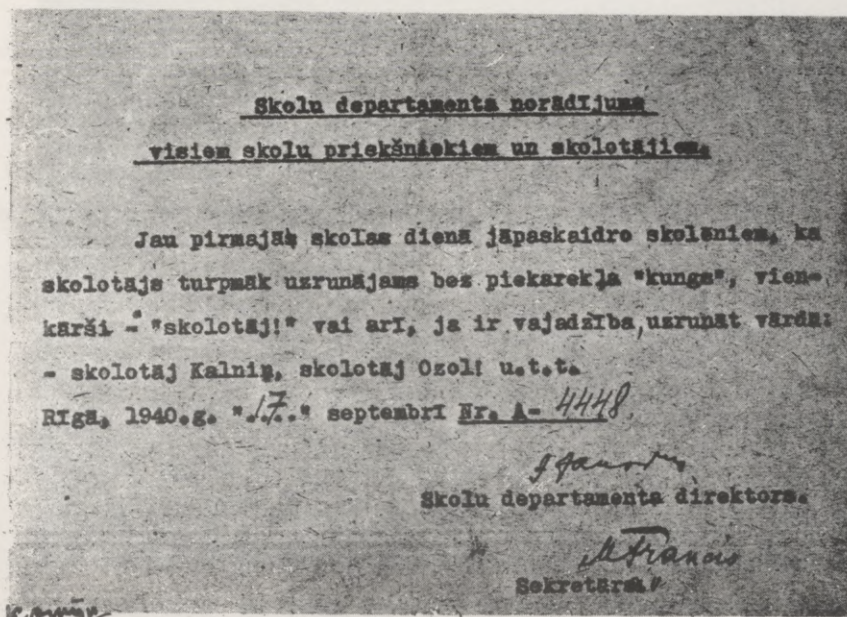 Skolu departamenta norādījums
visiem skolu priekšniekiem un skolotājiem.
Jau pirmajās skolas dienā jāpaskaidro skolēniem, ka
skolotājs turpmāk uzrunājams bez piekarekļa "kungs", vien-
kārši - "skolotāj!" vai arī, ja ir vajadzība, uzrunāt vārdā:
- skolotāj Kalniņ, skolotāj Ozol! u.t.t.
Rīgā, 1940.g. "17." septembrī Nr. A- 4448
Skolu departamenta direktors.
MFrancis
Sekretārs